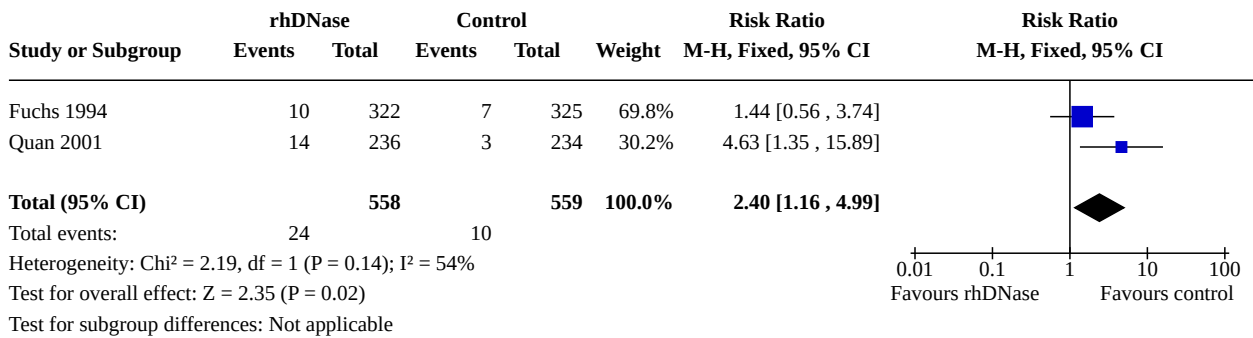 rhDNase Control Risk Ratio Risk Ratio
Study or Subgroup Events Total Events Total Weight M-H, Fixed, 95% CI M-H, Fixed, 95% CI
Fuchs 1994 10 322 7 325 69.8% 1.44 [0.56 , 3.74]
Quan 2001 14 236 3 234 30.2% 4.63 [1.35 , 15.89]
Total (95% CI) 558 559 100.0% 2.40 [1.16 , 4.99]
Total events: 24 10
Heterogeneity: Chi² = 2.19, df = 1 (P = 0.14); I² = 54%
0.01 0.1 1 10 100
Test for overall effect: Z = 2.35 (P = 0.02) Favours rhDNase Favours control
Test for subgroup differences: Not applicable